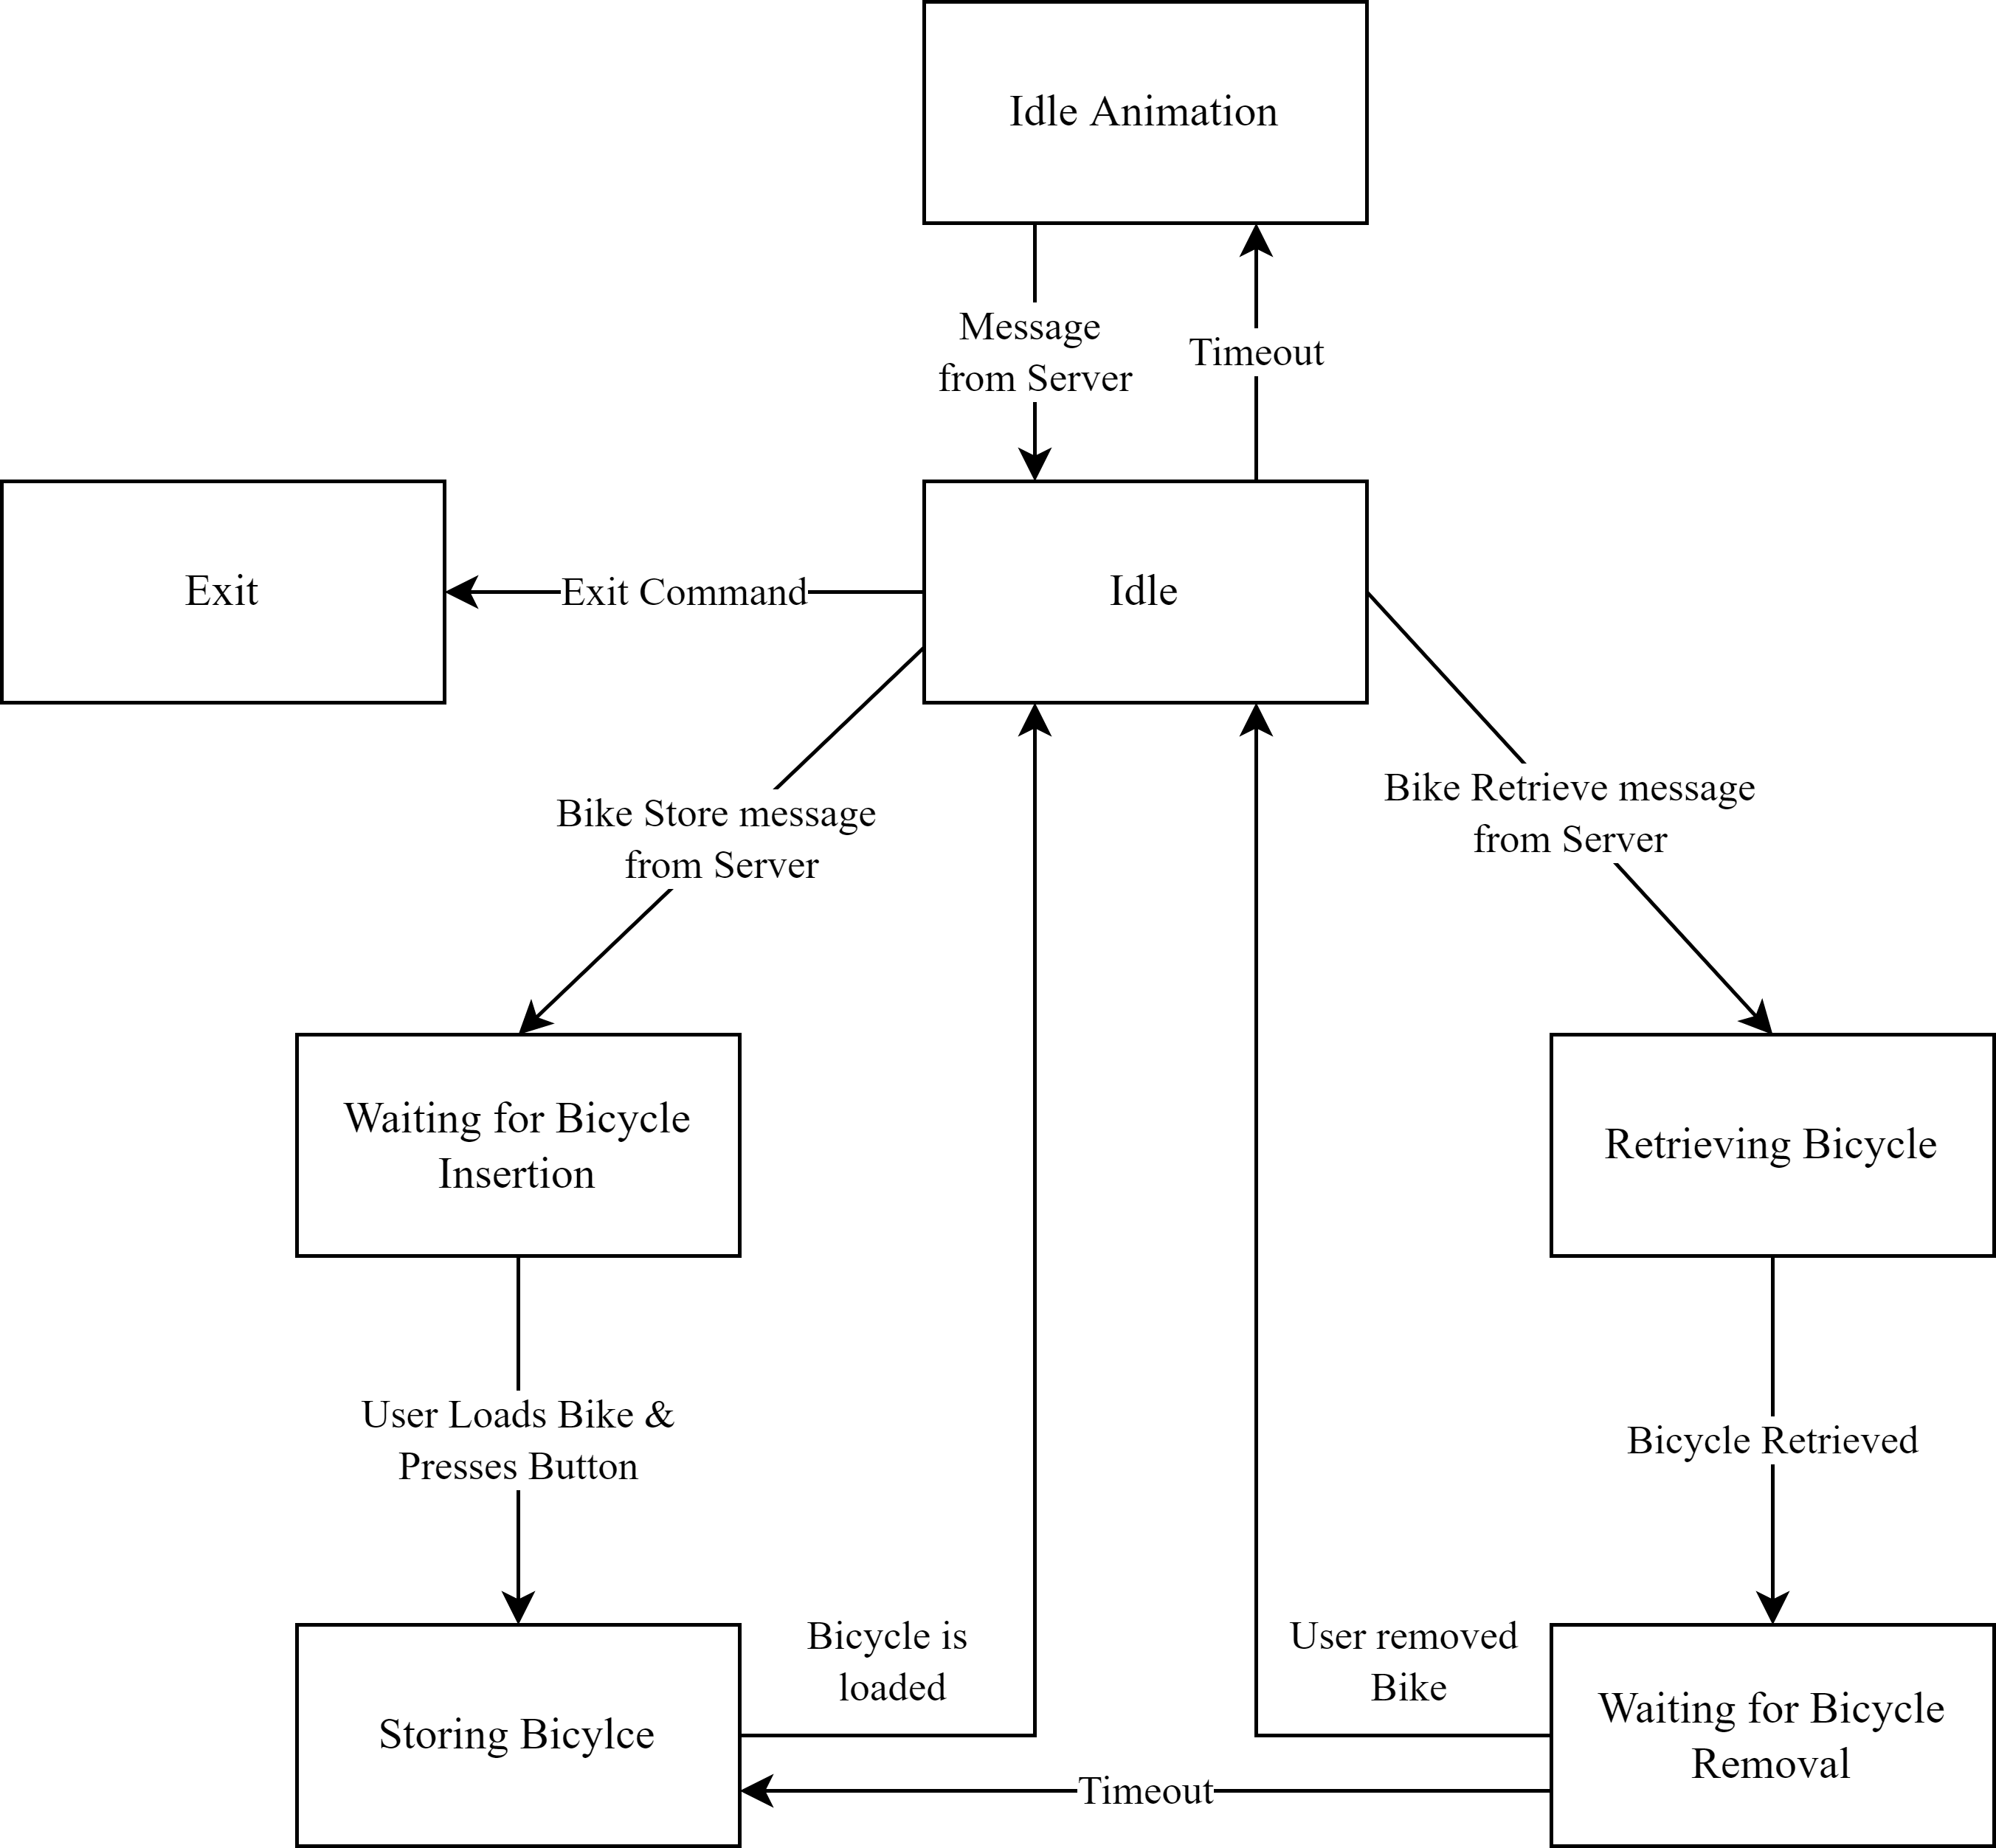 Idle Animation
Message
from Server
Timeout
Exit
Exit Command
Idle
Bike Store message
from Server
Bike Retrieve message
from Server
Waiting for Bicycle
Insertion
Retrieving Bicycle
User Loads Bike &
Presses Button
Bicycle Retrieved
Storing Bicylce
Bicycle is
loaded
User removed
Bike
Waiting for Bicycle
Removal
Timeout